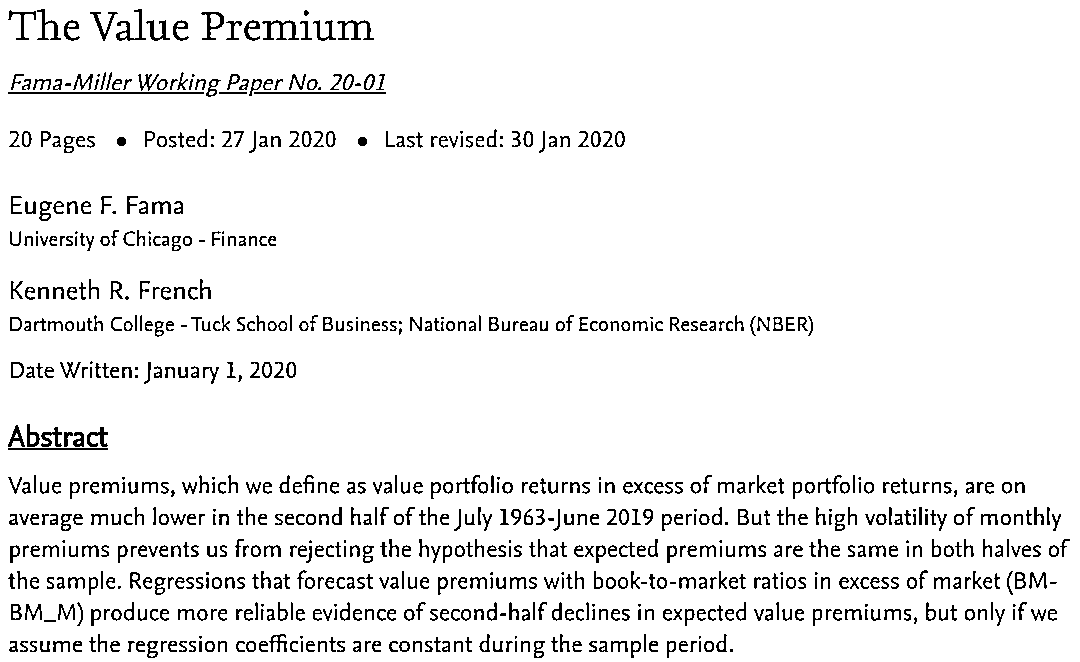 The Value Premium
Fama-Miller Working Paper No. 20-01
20 Pages • Posted: 27 Jan 2020 • Last revised: 30 Jan 2020
Eugene F. Fama
University of Chicago - Finance
Kenneth R. French
Dartmouth College - Tuck School of Business; National Bureau of Economic Research (NBER)
Date Written: January 1, 2020
Abstract
Value premiums, which we define as value portfolio returns in excess of market portfolio returns, are on
average much lower in the second half of the July 1963-June 2019 period. But the high volatility of monthly
premiums prevents us from rejecting the hypothesis that expected premiums are the same in both halves of
the sample. Regressions that forecast value premiums with book-to-market ratios in excess of market (BM-
BM_M) produce more reliable evidence of second-half declines in expected value premiums, but only if we
assume the regression coefficients are constant during the sample period.